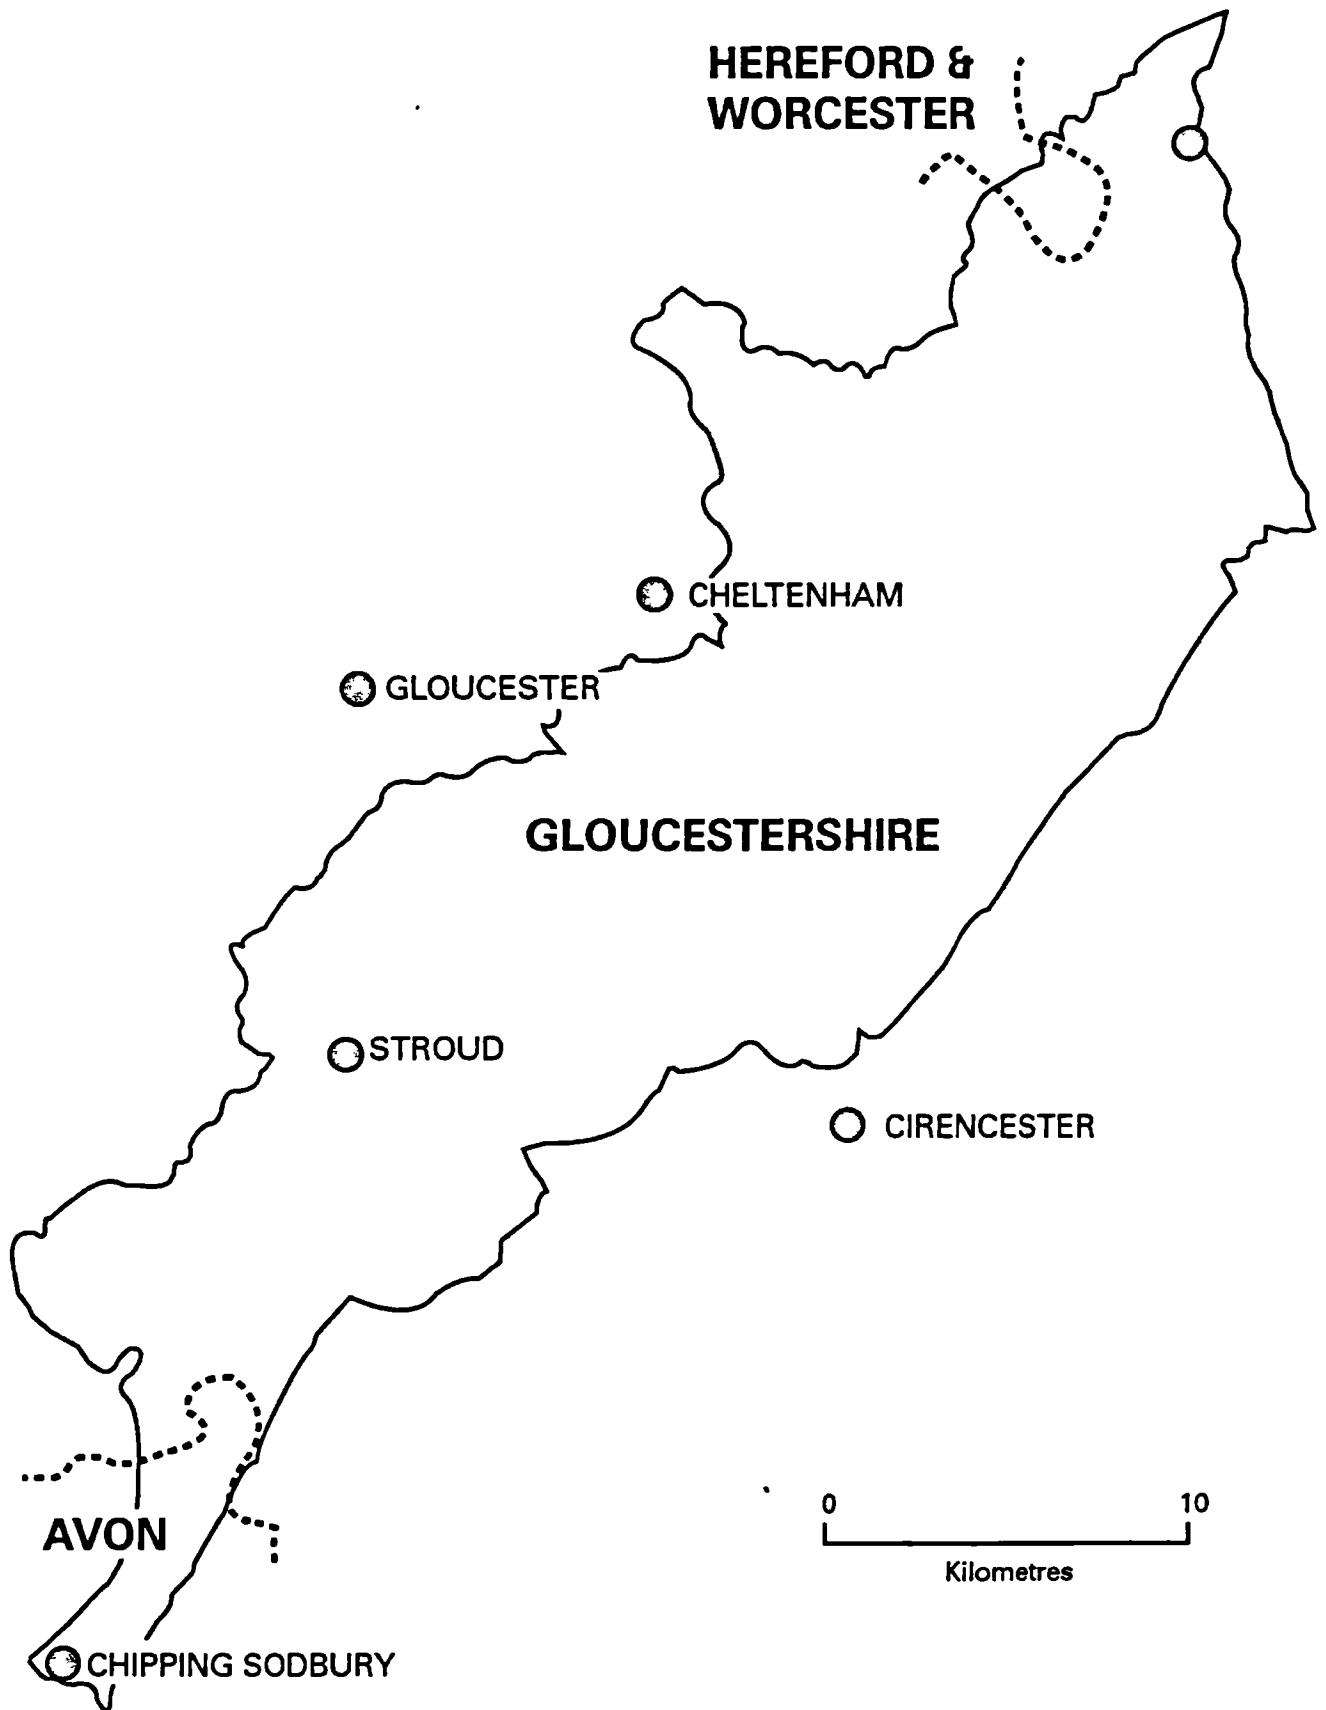 HEREFORD &
WORCESTER
CHELTENHAM
GLOUCESTER
GLOUCESTERSHIRE
STROUD
CIRENCESTER
AVON
0 10
Kilometres
CHIPPING SODBURY